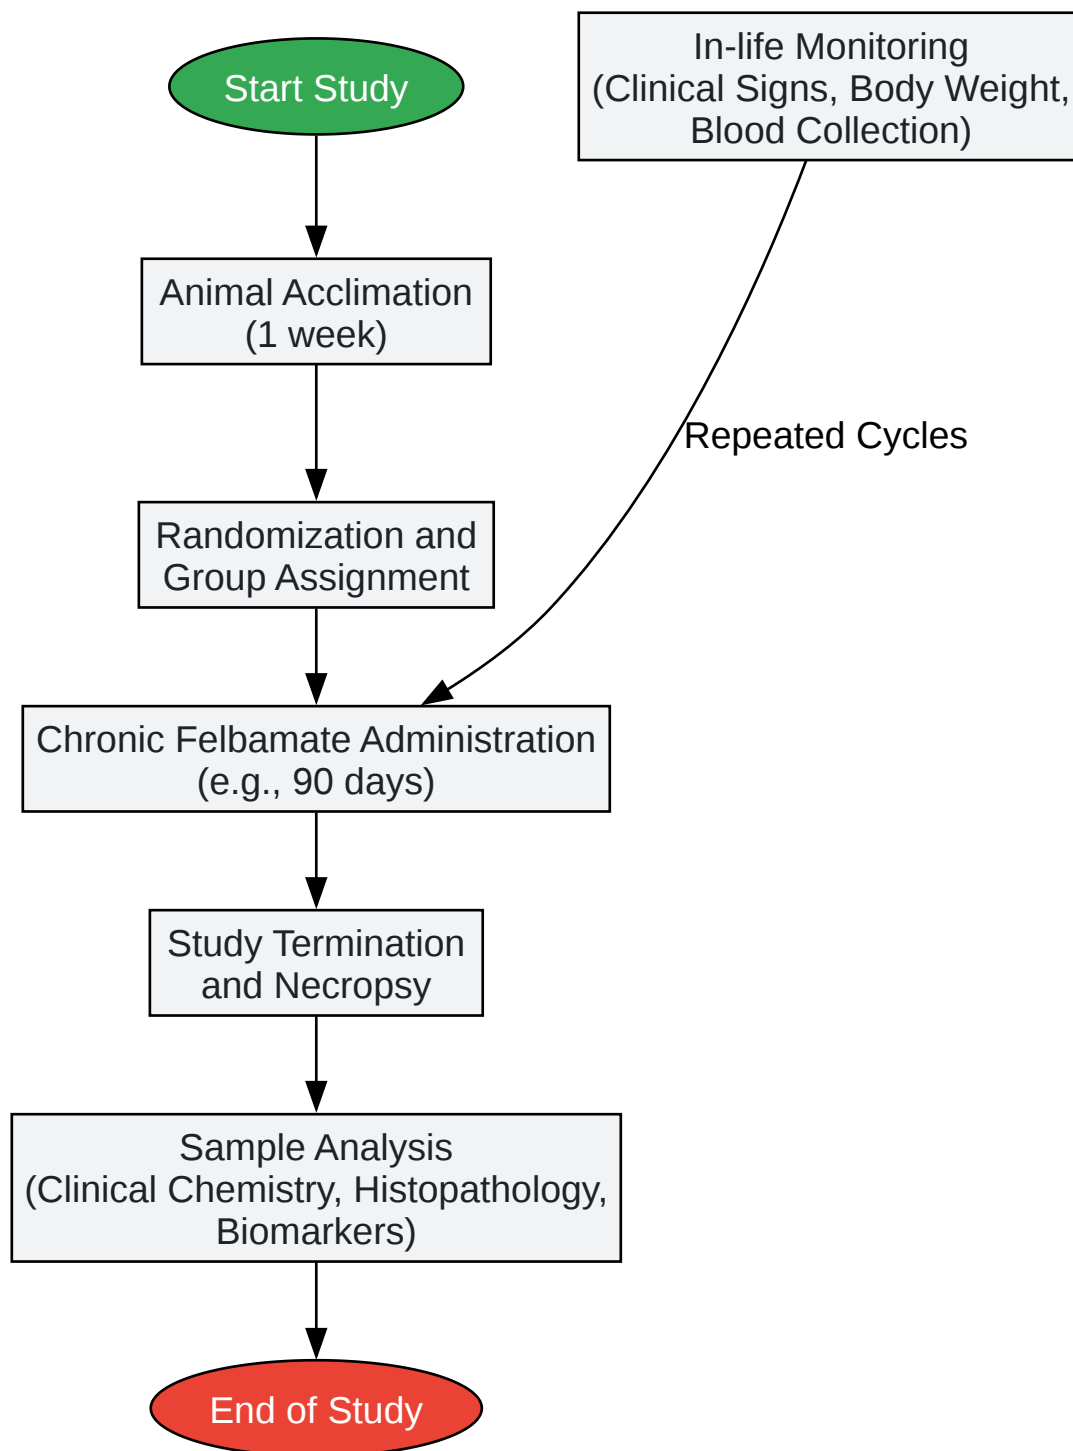 Start Study
In-life Monitoring
(Clinical Signs, Body Weight,
Blood Collection)
Animal Acclimation
(1 week)
Repeated Cycles
Randomization and
Group Assignment
Chronic Felbamate Administration
(e.g., 90 days)
Study Termination
and Necropsy
Sample Analysis
(Clinical Chemistry, Histopathology,
Biomarkers)
End of Study